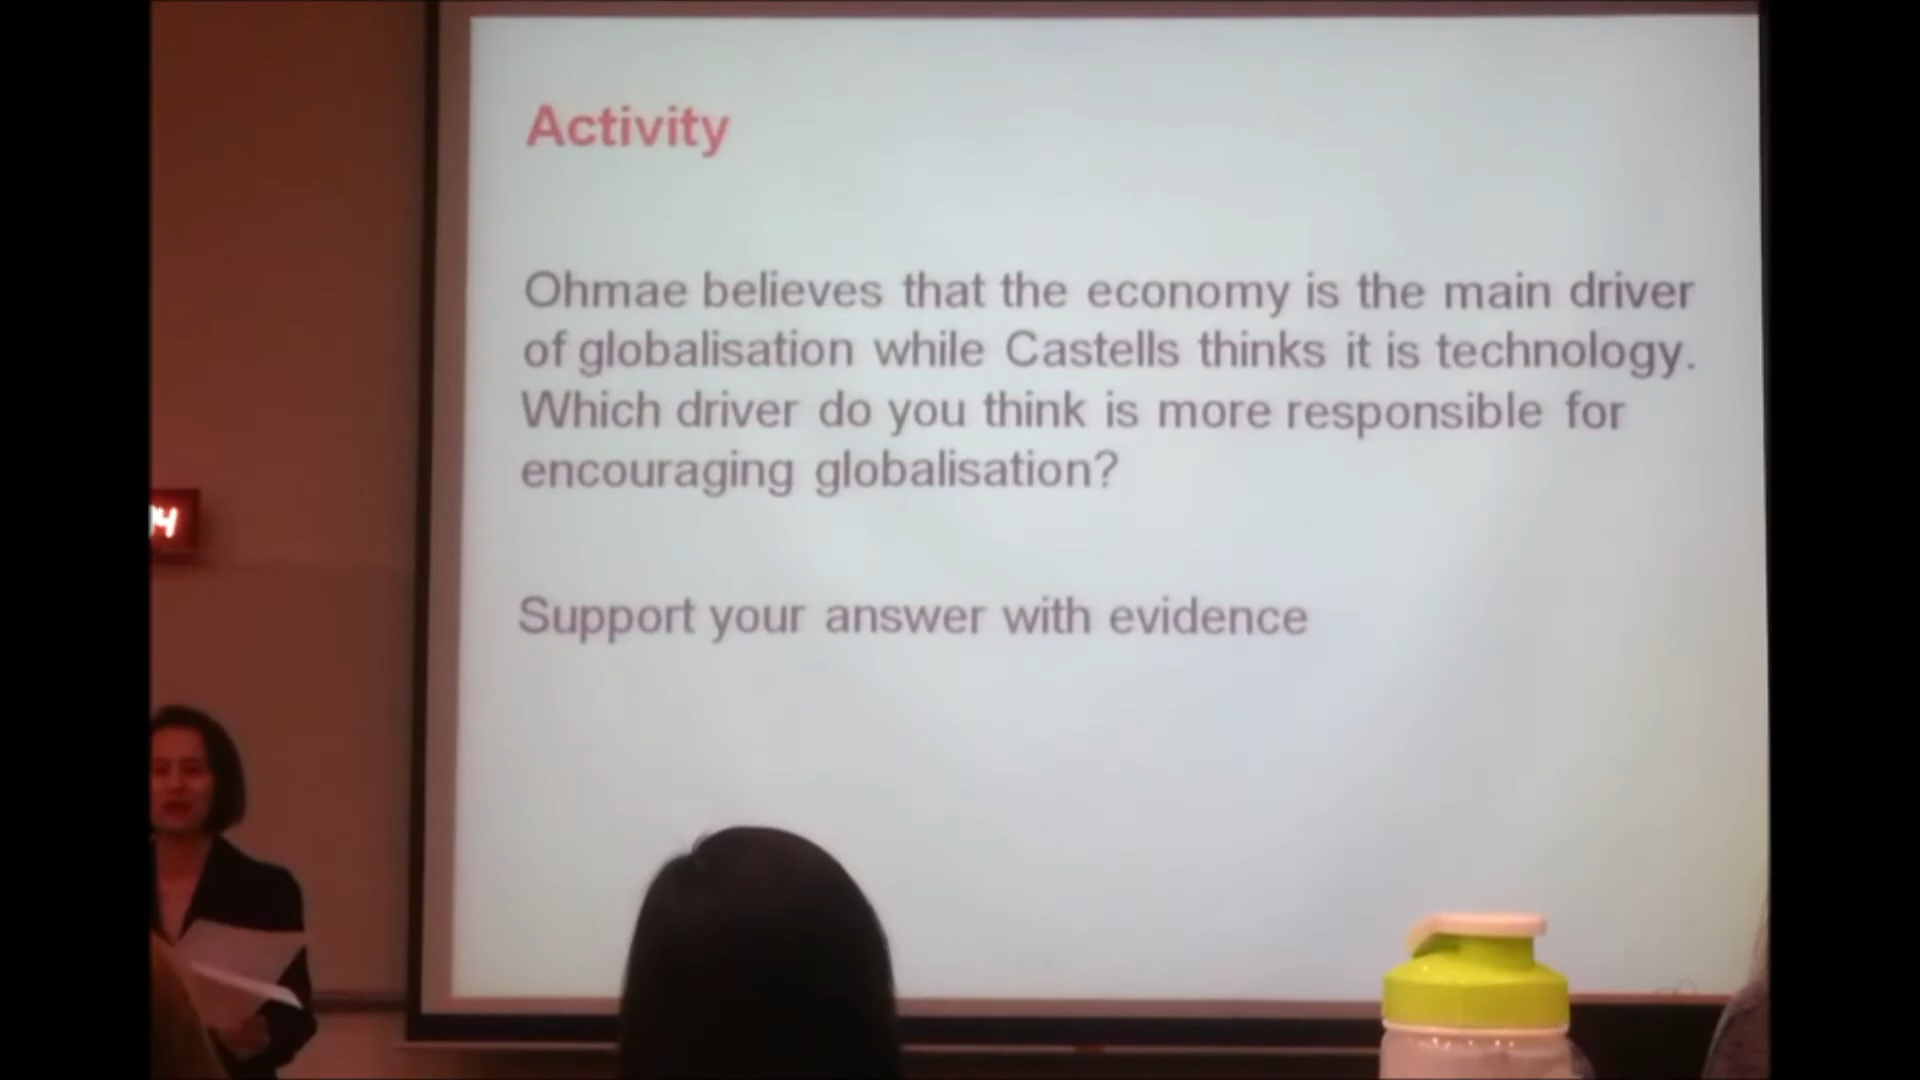 Activity
Ohmae believes that the economy is the main driver
of globalisation while Castells thinks it is technology.
Which driver do you think is more responsible for
encouraging globalisation?
Support your answer with evidence